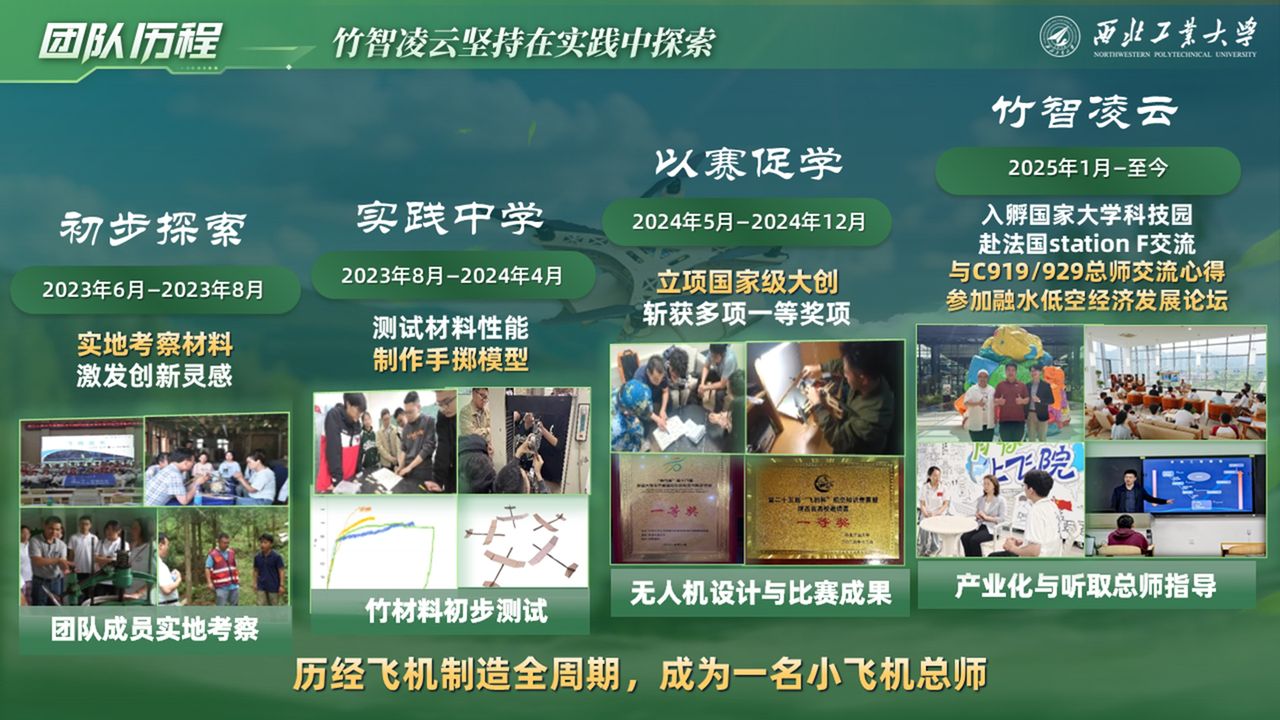 团队历程
竹智凌云坚持在实践中探索
西北工业大学
NORTHWESTERN POLYTECHNICAL UNIVERSITY
初步探索
2023年6月–2023年8月
实地考察材料
激发创新灵感
团队成员实地考察
实践中学
2023年8月–2024年4月
测试材料性能
制作手掷模型
竹材料初步测试
以赛促学
2024年5月–2024年12月
立项国家级大创
斩获多项一等奖项
一等奖
一等奖
无人机设计与比赛成果
竹智凌云
2025年1月–至今
入孵国家大学科技园
赴法国station F交流
与C919/929总师交流心得
参加融水低空经济发展论坛
上飞院
产业化与听取总师指导
历经飞机制造全周期，成为一名小飞机总师